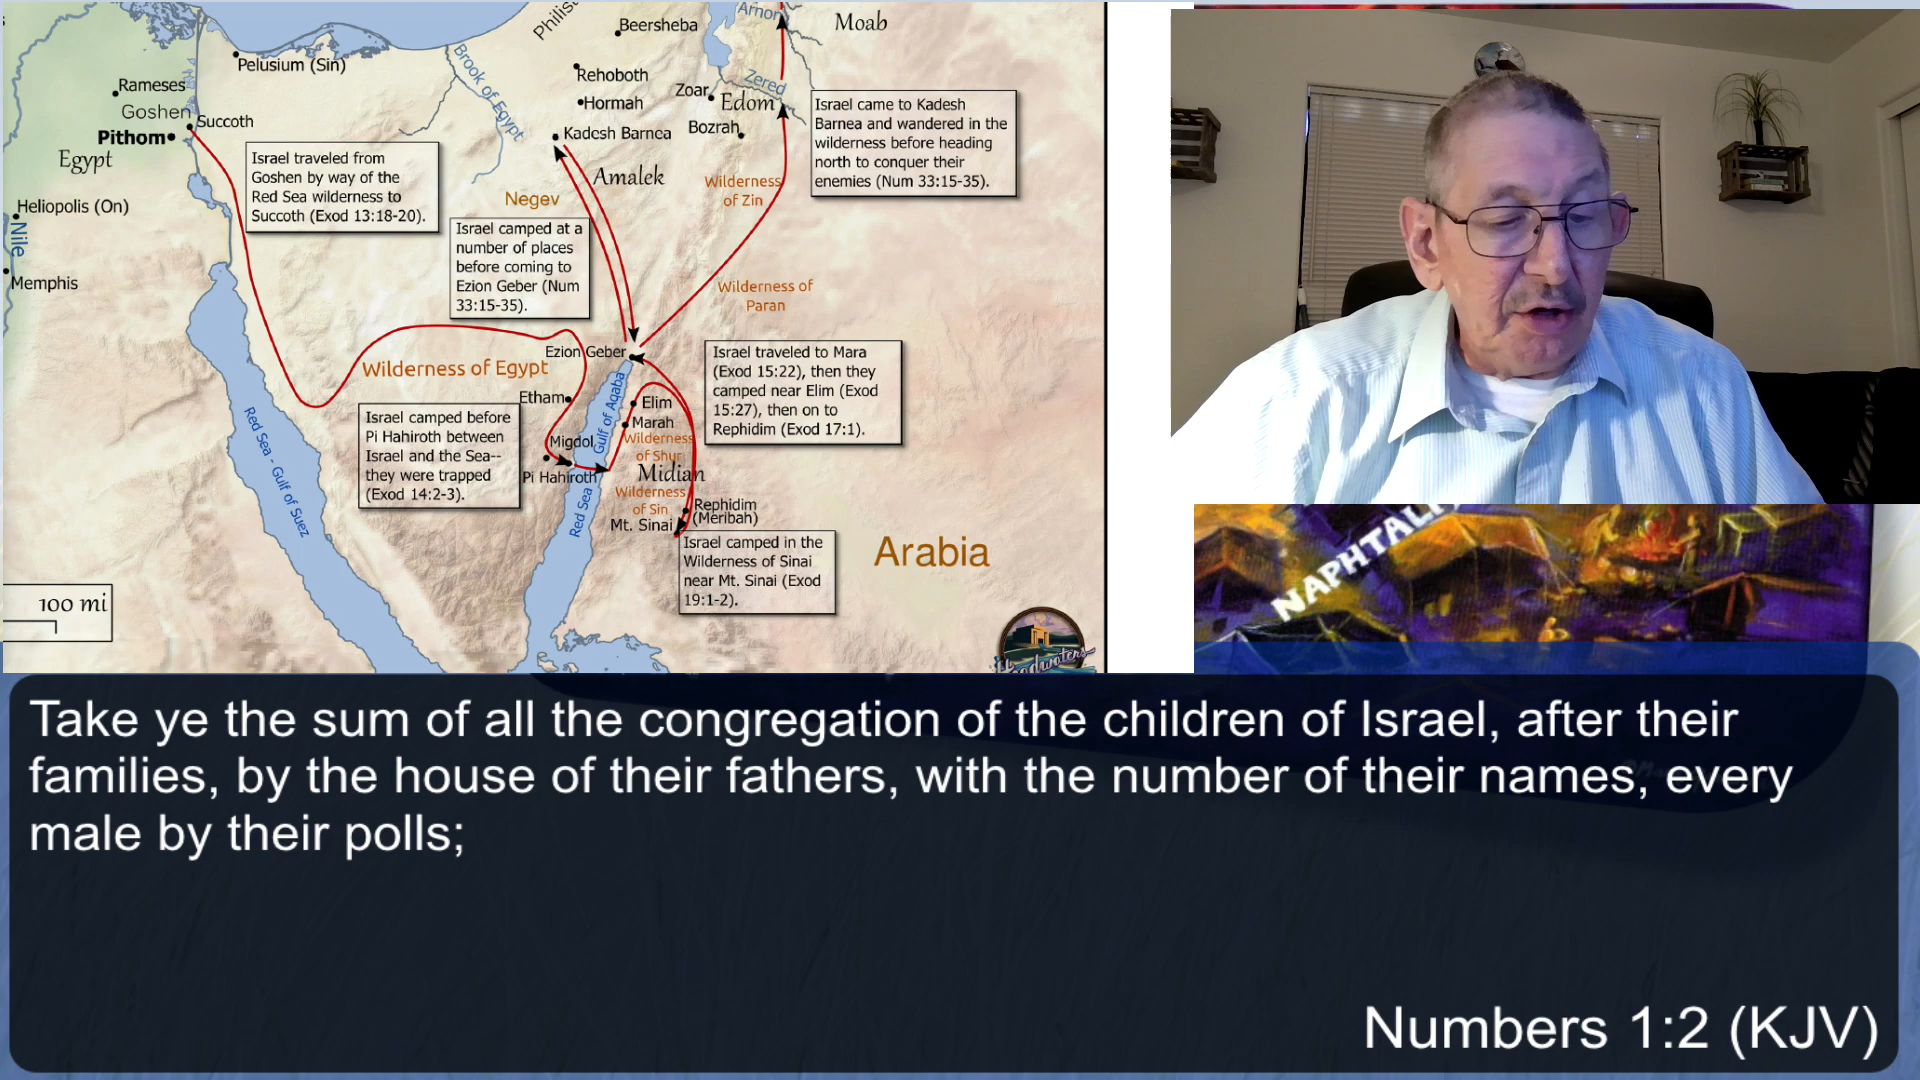 Philis
Beersheba
Arnon
Moab
Pelusium (Sin)
Brook of Egypt
Rehoboth
Zered
Rameses
Hormah
Zoar
Edom
Goshen
Succoth
Kadesh Barnea
Bozrah
Pithom
Egypt
Israel came to Kadesh
Barnea and wandered in the
wilderness before heading
north to conquer their
enemies (Num 33:15-35).
Israel traveled from
Goshen by way of the
Red Sea wilderness to
Succoth (Exod 13:18-20).
Amalek
Wilderness
of Zin
Negev
Heliopolis (On)
Nile
Israel camped at a
number of places
before coming to
Ezion Geber (Num
33:15-35).
Memphis
Wilderness of
Paran
Ezion Geber
Wilderness of Egypt
Israel traveled to Mara
(Exod 15:22), then they
camped near Elim (Exod
15:27), then on to
Rephidim (Exod 17:1).
Etham
Gulf of Aqaba
Elim
Marah
Israel camped before
Pi Hahiroth between
Israel and the Sea--
they were trapped
(Exod 14:2-3).
Migdol
Wilderness
of Shur
Midian
Pi Hahiroth
Red Sea - Gulf of Suez
Red Sea
Wilderness
of Sin
Rephidim
(Meribah)
Mt. Sinai
Israel camped in the
Wilderness of Sinai
near Mt. Sinai (Exod
19:1-2).
Arabia
100 mi
Headwaters
NAPHTALI
Take ye the sum of all the congregation of the children of Israel, after their
families, by the house of their fathers, with the number of their names, every
male by their polls;
Numbers 1:2 (KJV)